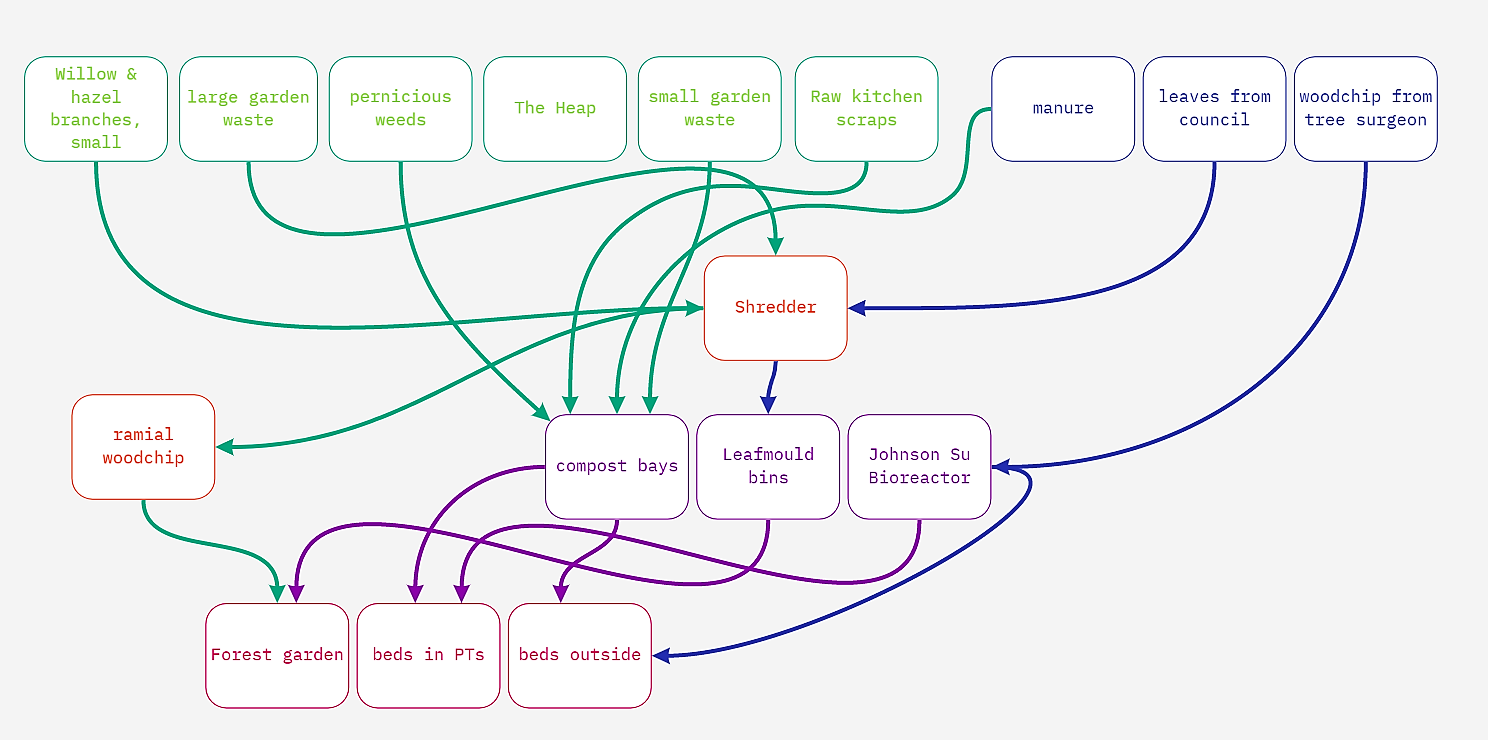 Willow &
hazel
branches,
small
large garden
waste
pernicious
weeds
The Heap
small garden
waste
Raw kitchen
scraps
manure
leaves from
council
woodchip from
tree surgeon
Shredder
ramial
woodchip
compost bays
Leafmould
bins
Johnson Su
Bioreactor
Forest garden
beds in PTs
beds outside